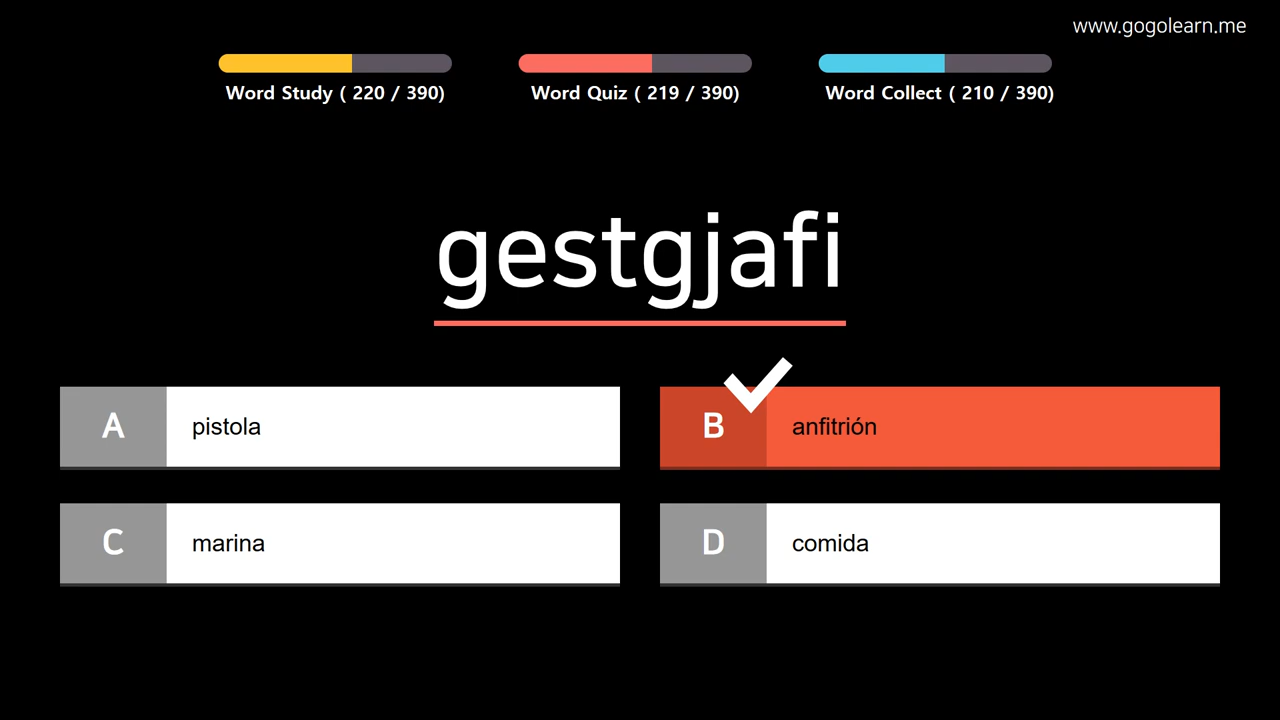 www.gogolearn.me
Word Study ( 220 / 390)
Word Quiz ( 219 / 390)
Word Collect ( 210 / 390)
gestgjafi
A pistola
B anfitrión
C marina
D comida